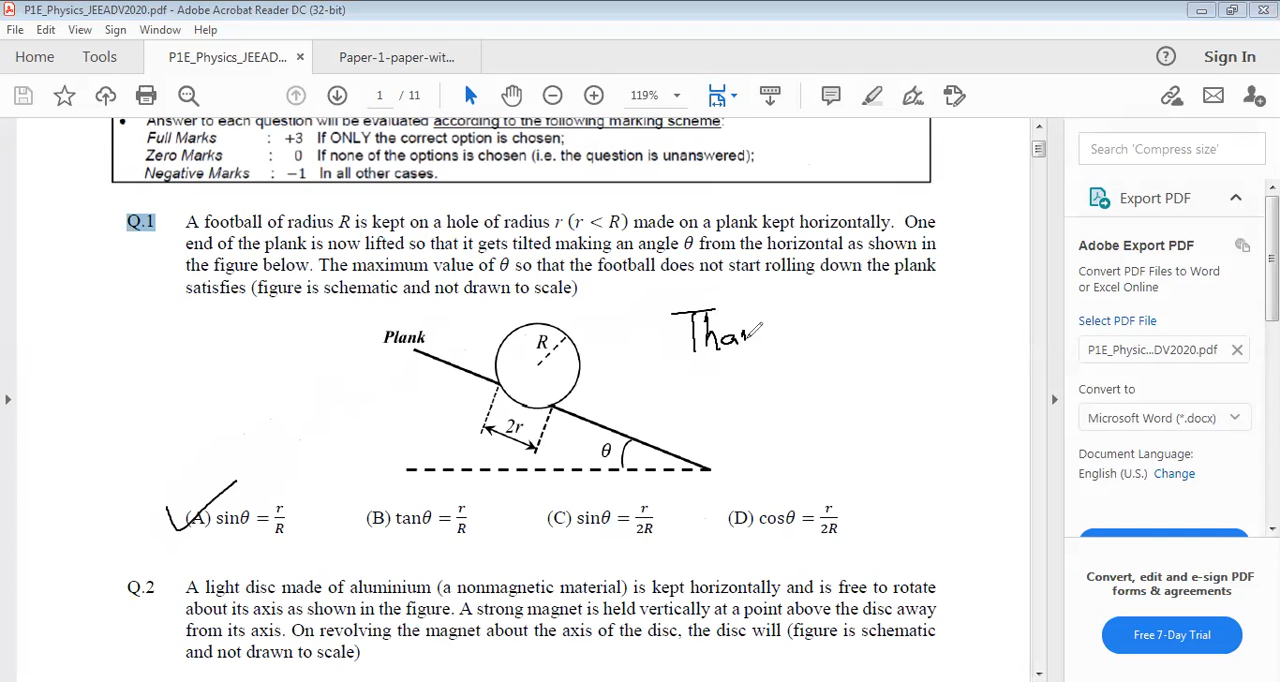 P1E_Physics_JEEADV2020.pdf - Adobe Acrobat Reader DC (32-bit)
File Edit View Sign Window Help
Home Tools P1E_Physics_JEEAD... × Paper-1-paper-wit... ? Sign In
1 / 11 119%
• Answer to each question will be evaluated according to the following marking scheme:
Full Marks : +3 If ONLY the correct option is chosen;
Zero Marks : 0 If none of the options is chosen (i.e. the question is unanswered);
Negative Marks : −1 In all other cases.
Q.1 A football of radius R is kept on a hole of radius r (r < R) made on a plank kept horizontally. One
end of the plank is now lifted so that it gets tilted making an angle θ from the horizontal as shown in
the figure below. The maximum value of θ so that the football does not start rolling down the plank
satisfies (figure is schematic and not drawn to scale)
Plank
R
2r
θ
Than
(A) sinθ = r/R (B) tanθ = r/R (C) sinθ = r/2R (D) cosθ = r/2R
Q.2 A light disc made of aluminium (a nonmagnetic material) is kept horizontally and is free to rotate
about its axis as shown in the figure. A strong magnet is held vertically at a point above the disc away
from its axis. On revolving the magnet about the axis of the disc, the disc will (figure is schematic
and not drawn to scale)
Search 'Compress size'
Export PDF
Adobe Export PDF
Convert PDF Files to Word
or Excel Online
Select PDF File
P1E_Physic...DV2020.pdf
Convert to
Microsoft Word (*.docx)
Document Language:
English (U.S.) Change
Convert, edit and e-sign PDF
forms & agreements
Free 7-Day Trial